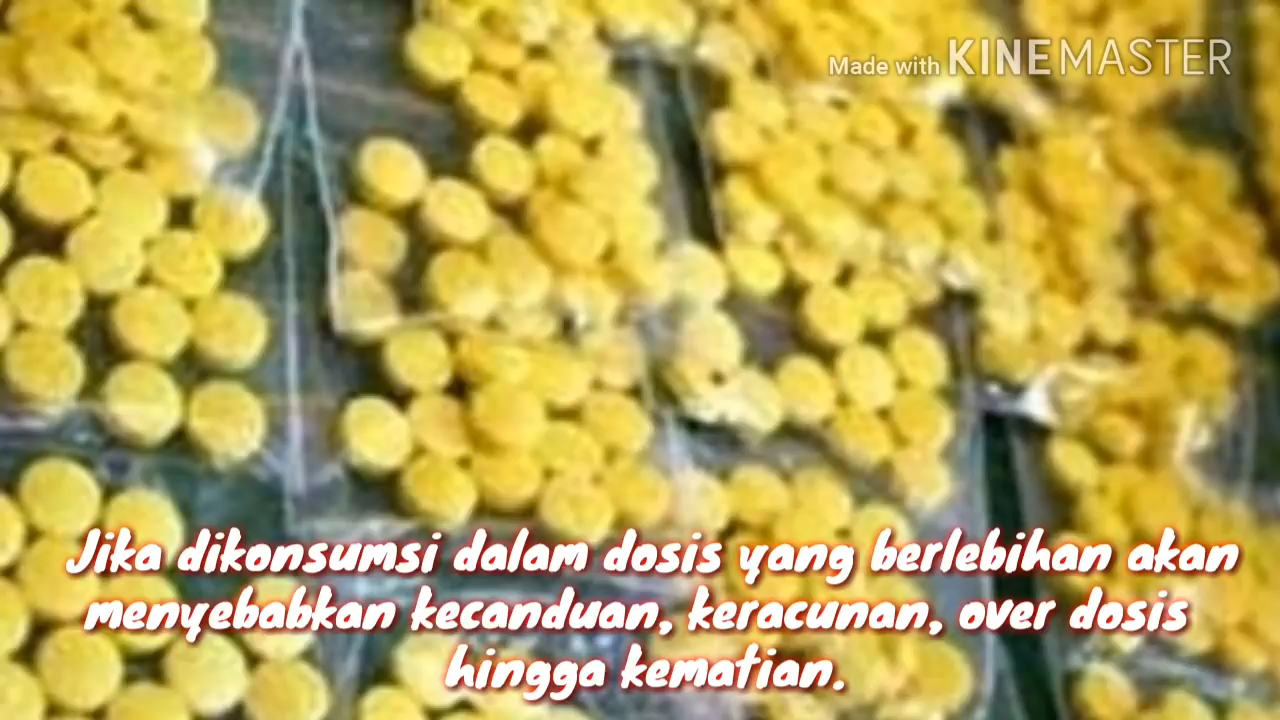 Made with KINEMASTER
Jika dikonsumsi dalam dosis yang berlebihan akan
menyebabkan kecanduan, keracunan, over dosis
hingga kematian.